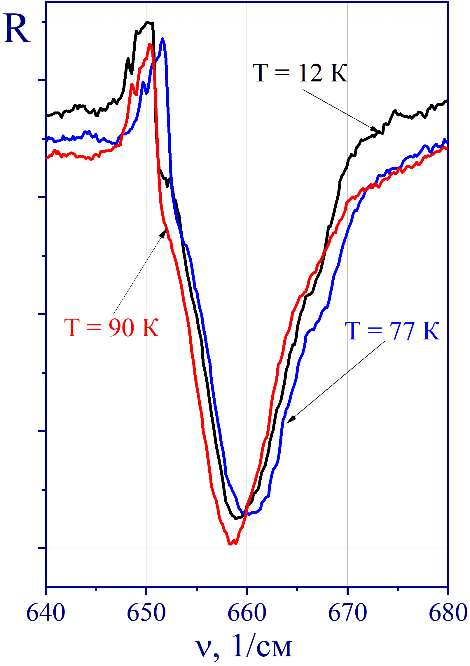 R
T = 12 K
T = 90 K
T = 77 K
640 650 660 670 680
ν, 1/см